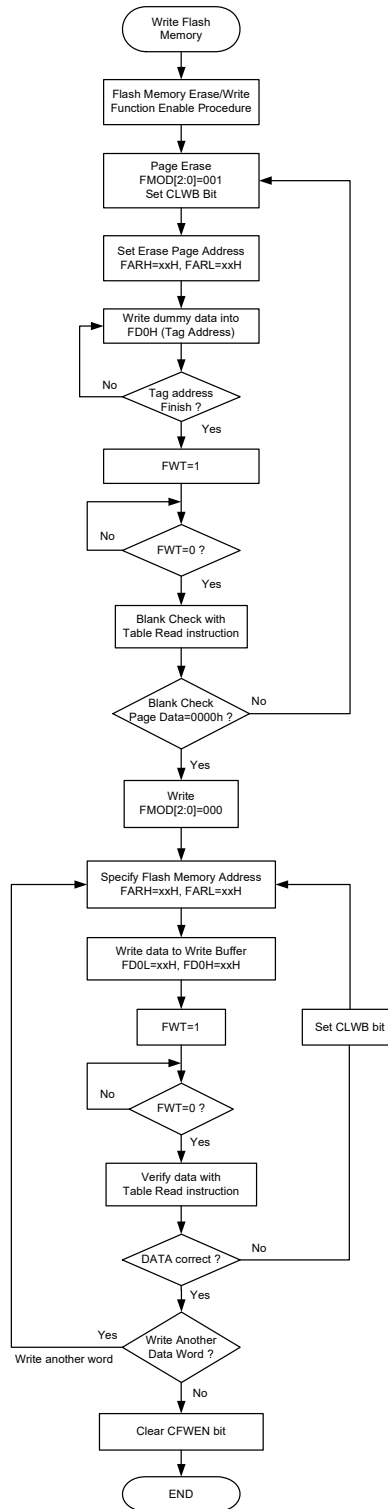 Write Flash
Memory
Flash Memory Erase/Write
Function Enable Procedure
Page Erase
FMOD[2:0]=001
Set CLWB Bit
Set Erase Page Address
FARH=xxH, FARL=xxH
Write dummy data into
FD0H (Tag Address)
No
Tag address
Finish ?
Yes
FWT=1
No
FWT=0 ?
Yes
Blank Check with
Table Read instruction
Blank Check
Page Data=0000h ?
No
Yes
Write
FMOD[2:0]=000
Specify Flash Memory Address
FARH=xxH, FARL=xxH
Write data to Write Buffer
FD0L=xxH, FD0H=xxH
FWT=1
Set CLWB bit
No
FWT=0 ?
Yes
Verify data with
Table Read instruction
DATA correct ?
No
Yes
Yes
Write another word
Write Another
Data Word ?
No
Clear CFWEN bit
END